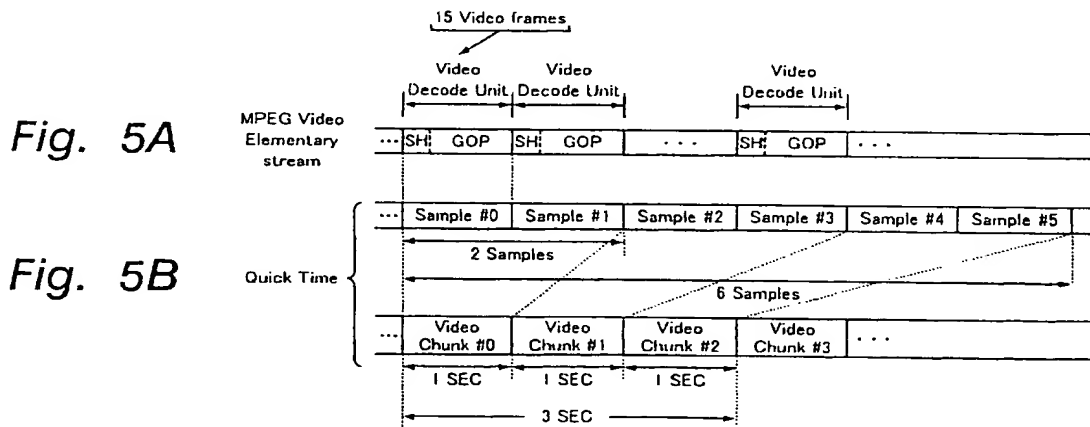 15 Video frames
Video Decode Unit
Video Decode Unit
Video Decode Unit
Fig. 5A
MPEG Video Elementary stream
... SH GOP SH GOP ... SH GOP ...
Fig. 5B
Quick Time
... Sample #0 Sample #1 Sample #2 Sample #3 Sample #4 Sample #5
2 Samples
6 Samples
... Video Chunk #0 Video Chunk #1 Video Chunk #2 Video Chunk #3 ...
1 SEC 1 SEC 1 SEC
3 SEC